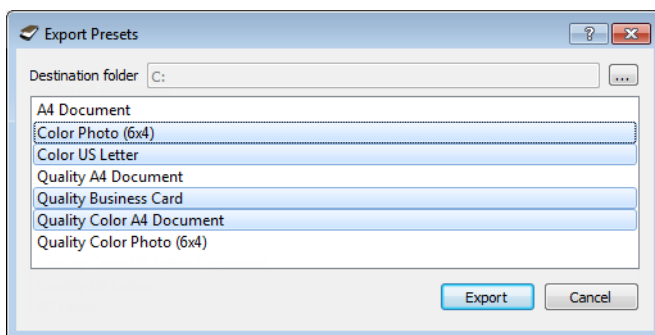 Export Presets
?
Destination folder C: ...
A4 Document
Color Photo (6x4)
Color US Letter
Quality A4 Document
Quality Business Card
Quality Color A4 Document
Quality Color Photo (6x4)
Export Cancel